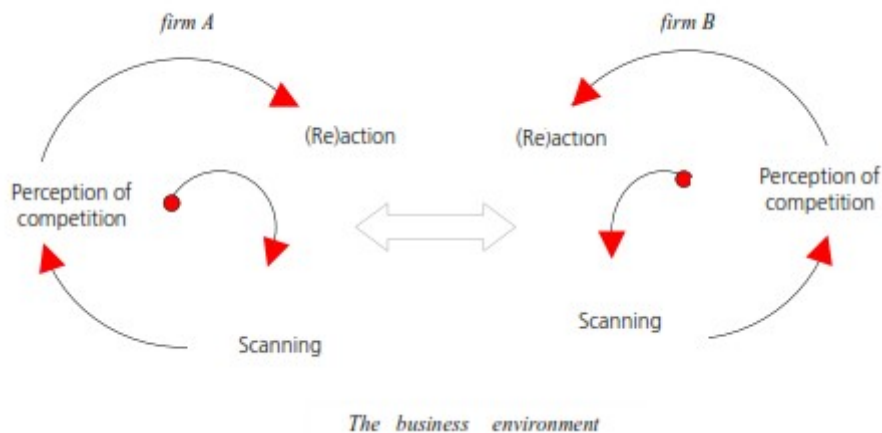 firm A
firm B
(Re)action
(Re)action
Perception of
competition
Perception of
competition
Scanning
Scanning
The business environment